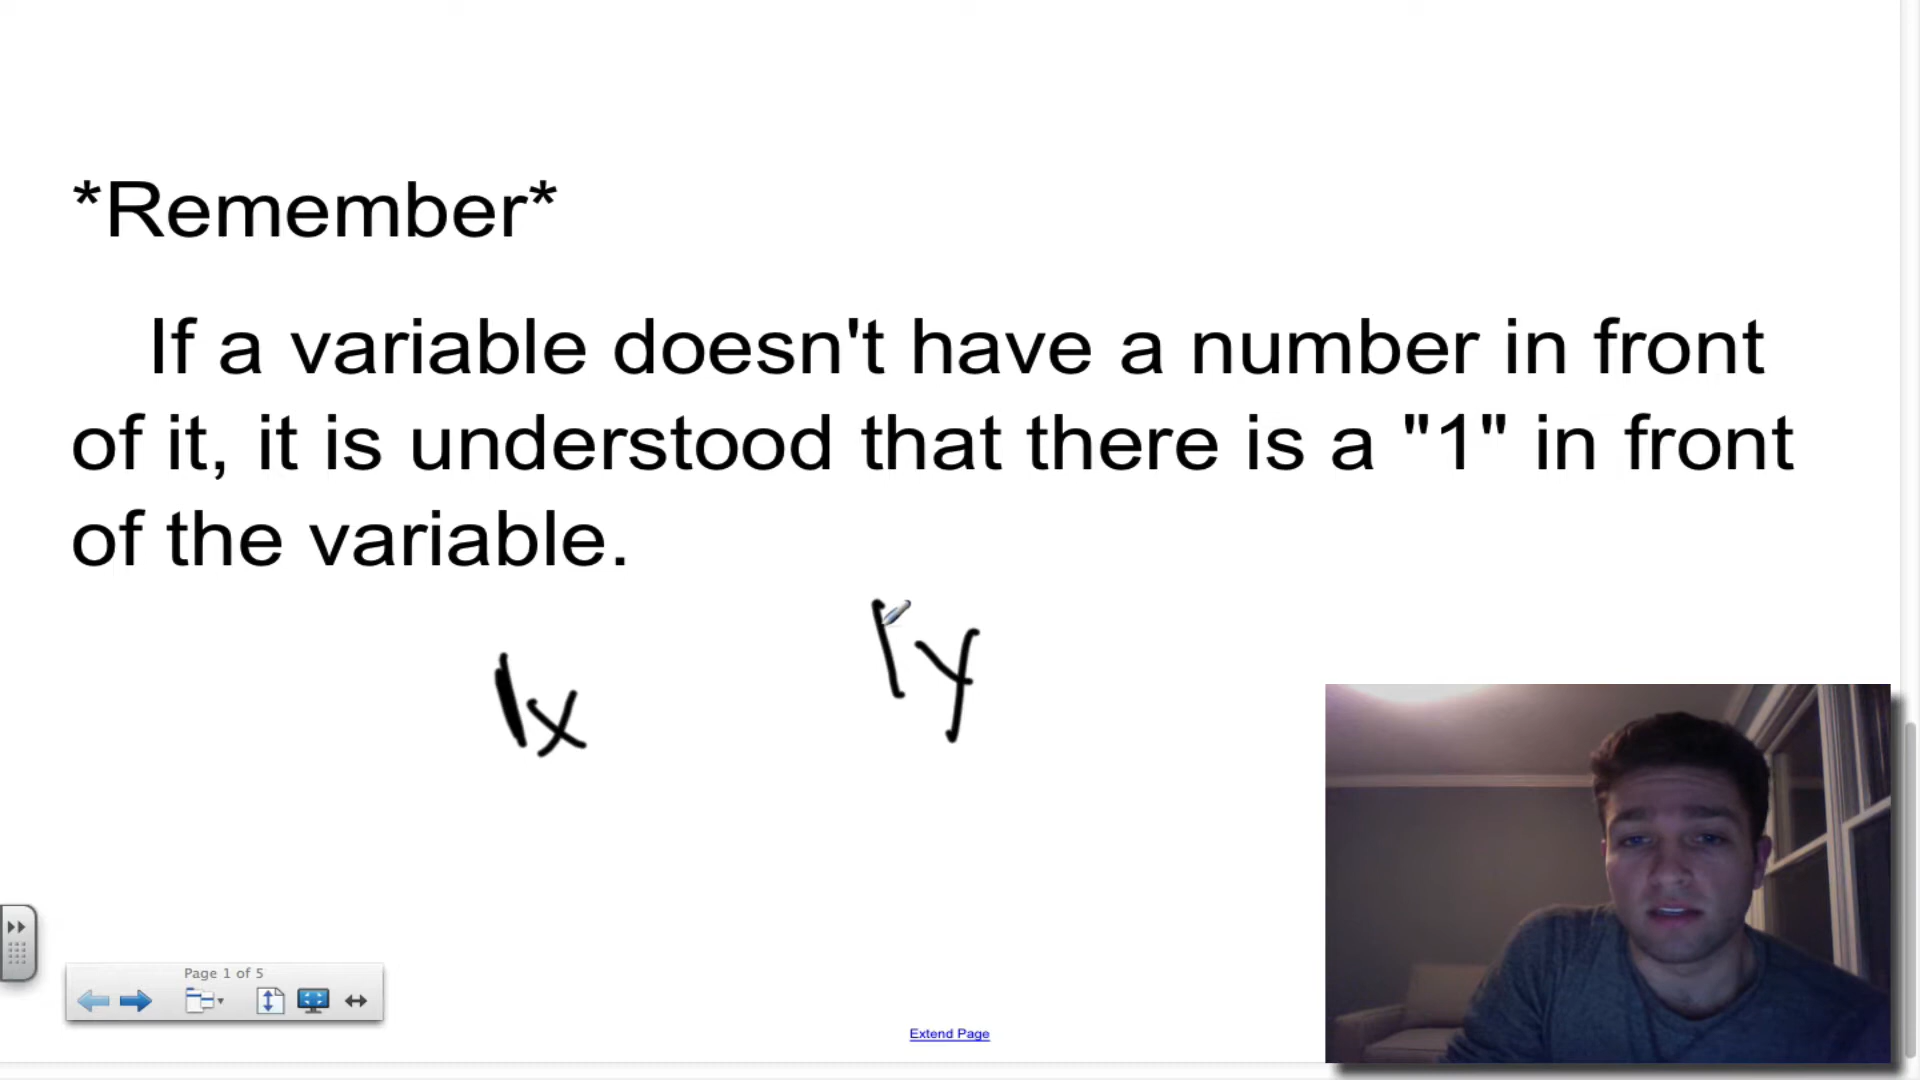 *Remember*
If a variable doesn't have a number in front
of it, it is understood that there is a "1" in front
of the variable.
1y
1x
Page 1 of 5
Extend Page